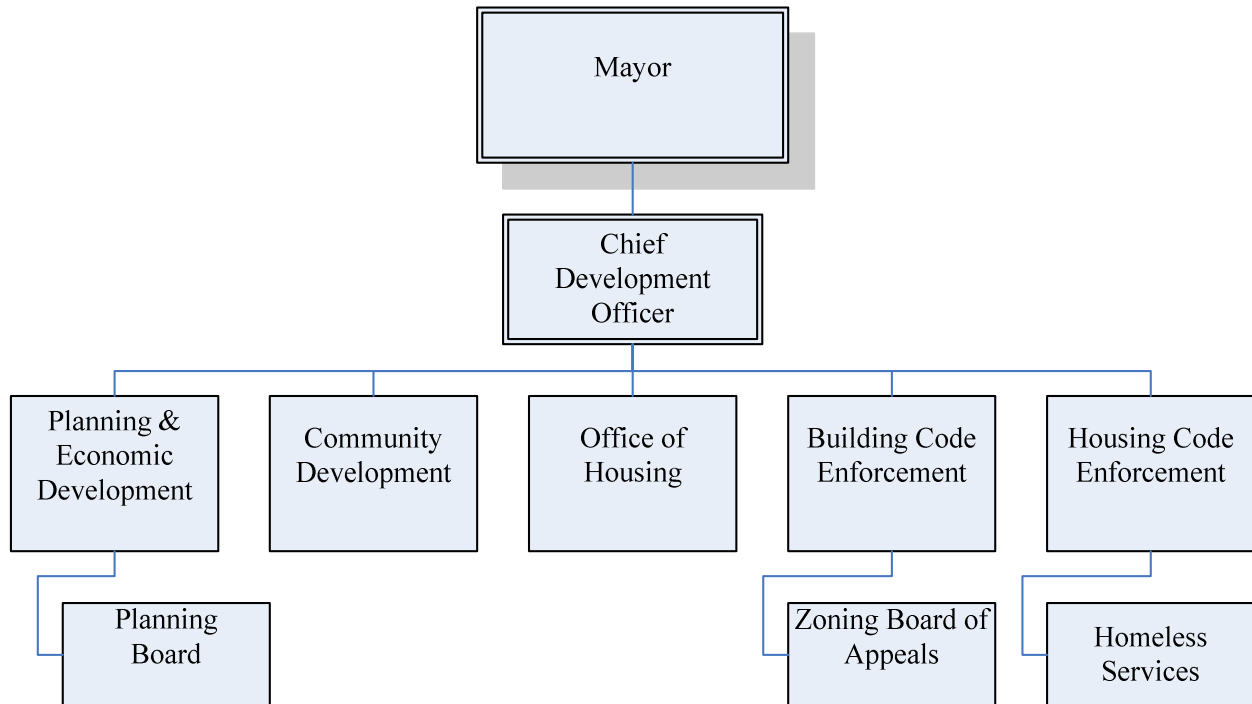 Mayor
Chief
Development
Officer
Planning &
Economic
Development
Community
Development
Office of
Housing
Building Code
Enforcement
Housing Code
Enforcement
Planning
Board
Zoning Board of
Appeals
Homeless
Services